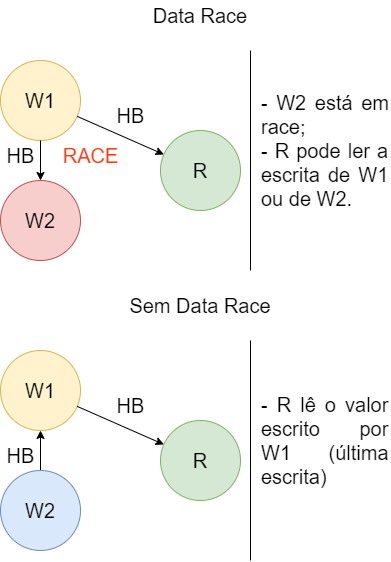 Data Race
W1
HB
HB
RACE
R
W2
- W2 está em
race;
- R pode ler a
escrita de W1
ou de W2.
Sem Data Race
W1
HB
HB
R
W2
- R lê o valor
escrito por
W1 (última
escrita)